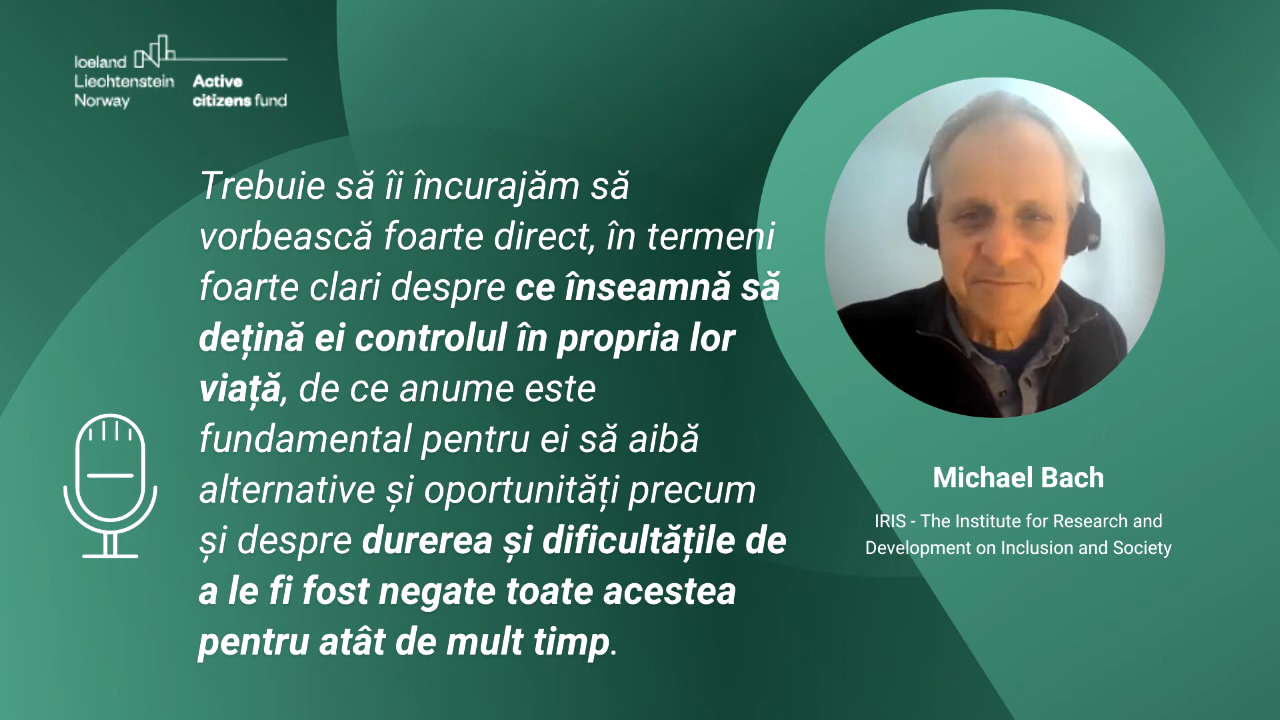 Iceland
Liechtenstein
Norway
Active
citizens fund
Trebuie să îi încurajăm să
vorbească foarte direct, în termeni
foarte clari despre ce înseamnă să
dețină ei controlul în propria lor
viață, de ce anume este
fundamental pentru ei să aibă
alternative și oportunități precum
și despre durerea și dificultățile de
a le fi fost negate toate acestea
pentru atât de mult timp.
Michael Bach
IRIS - The Institute for Research and
Development on Inclusion and Society